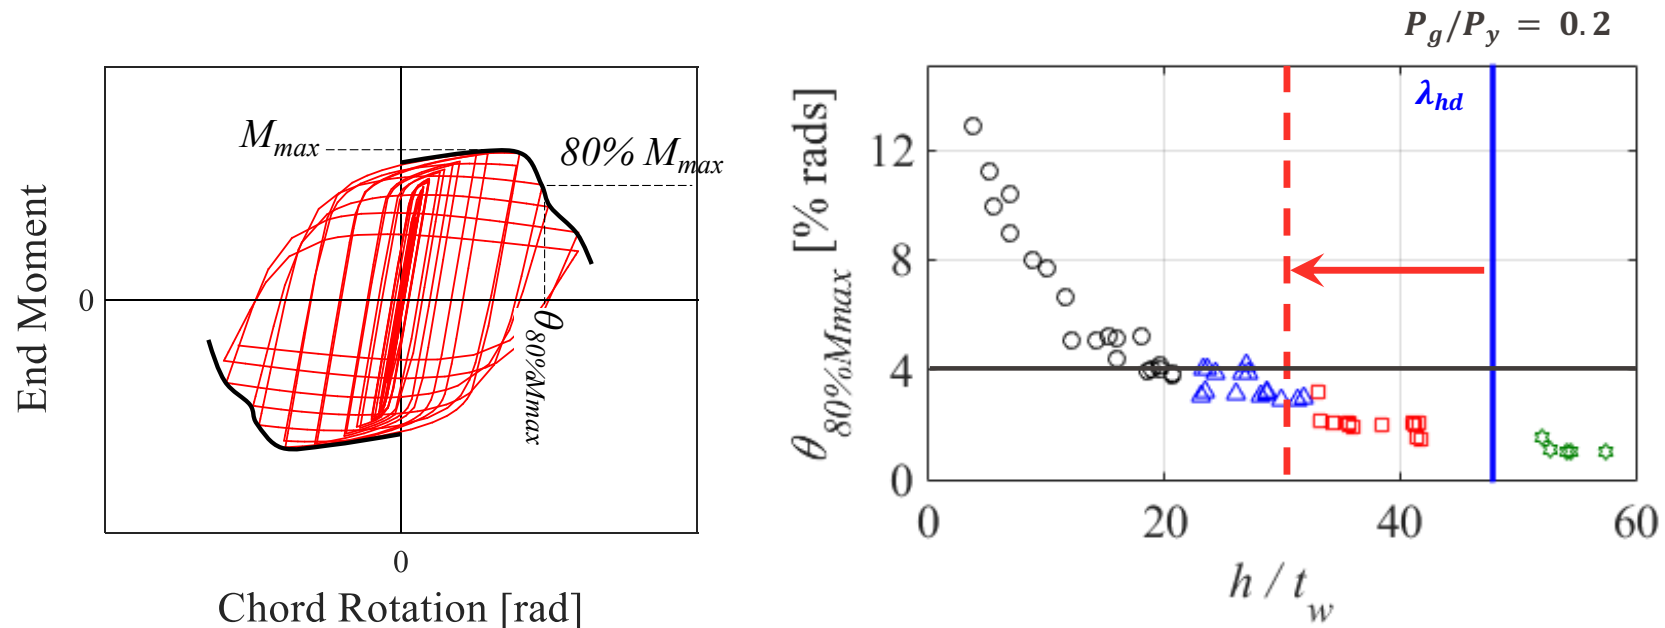 M_max
80% M_max
End Moment
0
θ_80%Mmax
0
Chord Rotation [rad]
P_g/P_y = 0.2
λ_hd
θ_80%Mmax [% rads]
12
8
4
0
0 20 40 60
h / t_w